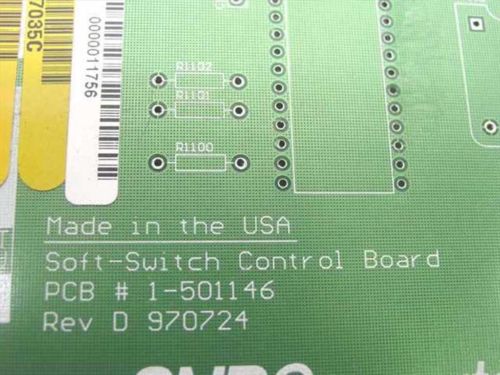 7035C
0000011756
R1102
R1101
R1100
Made in the USA
Soft-Switch Control Board
PCB # 1-501146
Rev D 970724